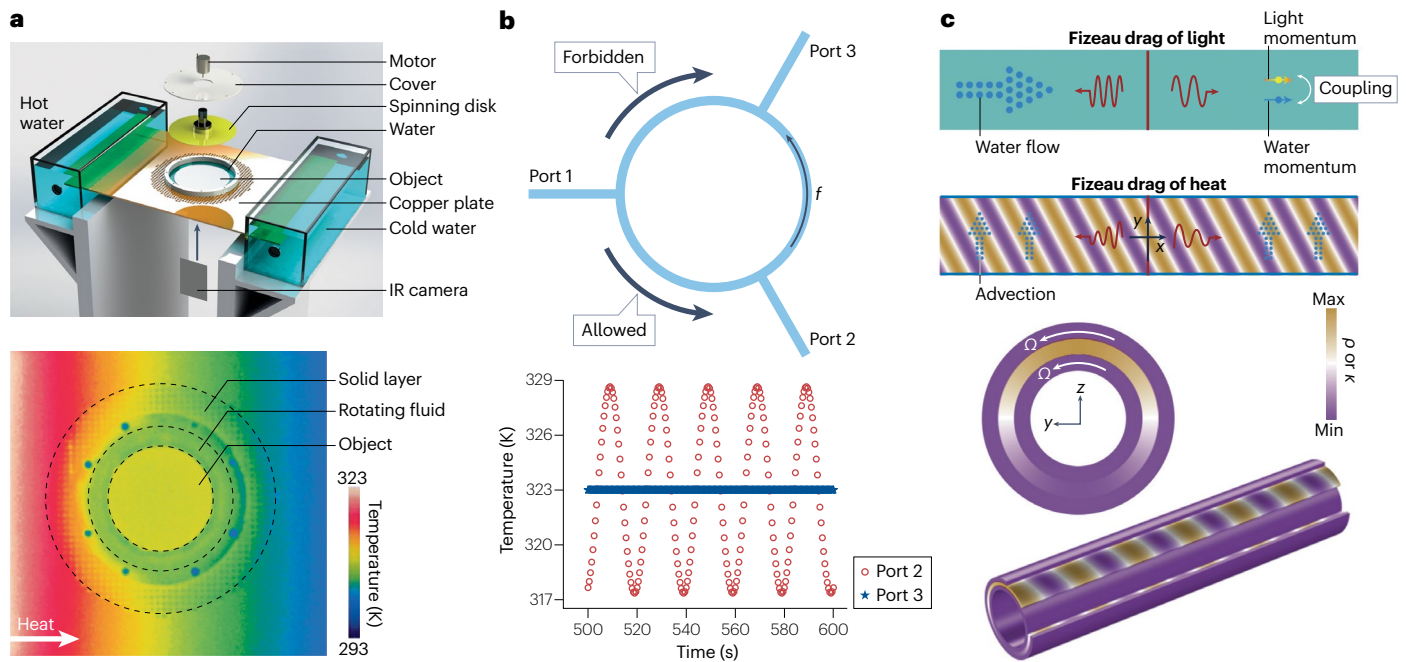 a
Hot
water
Motor
Cover
Spinning disk
Water
Object
Copper plate
Cold water
IR camera
Solid layer
Rotating fluid
Object
323
Temperature (K)
293
Heat
b
Forbidden
Port 3
Port 1
f
Allowed
Port 2
Temperature (K)
329
326
323
320
317
500
520
540
560
580
600
Time (s)
Port 2
Port 3
c
Fizeau drag of light
Light
momentum
Coupling
Water flow
Water
momentum
Fizeau drag of heat
y
x
Advection
Ω
Ω
z
y
Max
ρ or κ
Min